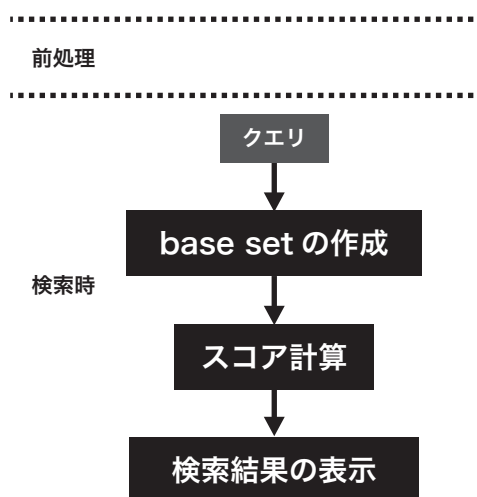 前処理
クエリ
base set の作成
検索時
スコア計算
検索結果の表示